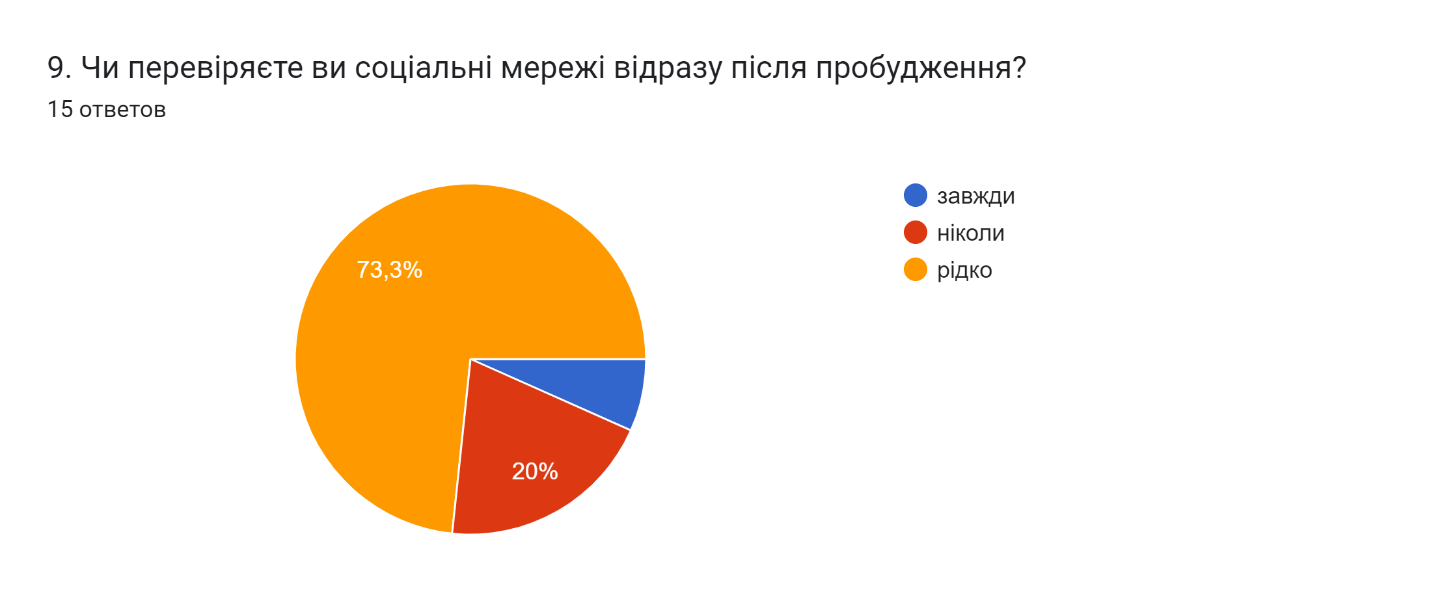 9. Чи перевіряєте ви соціальні мережі відразу після пробудження?
15 ответов
завжди
ніколи
рідко
73,3%
20%